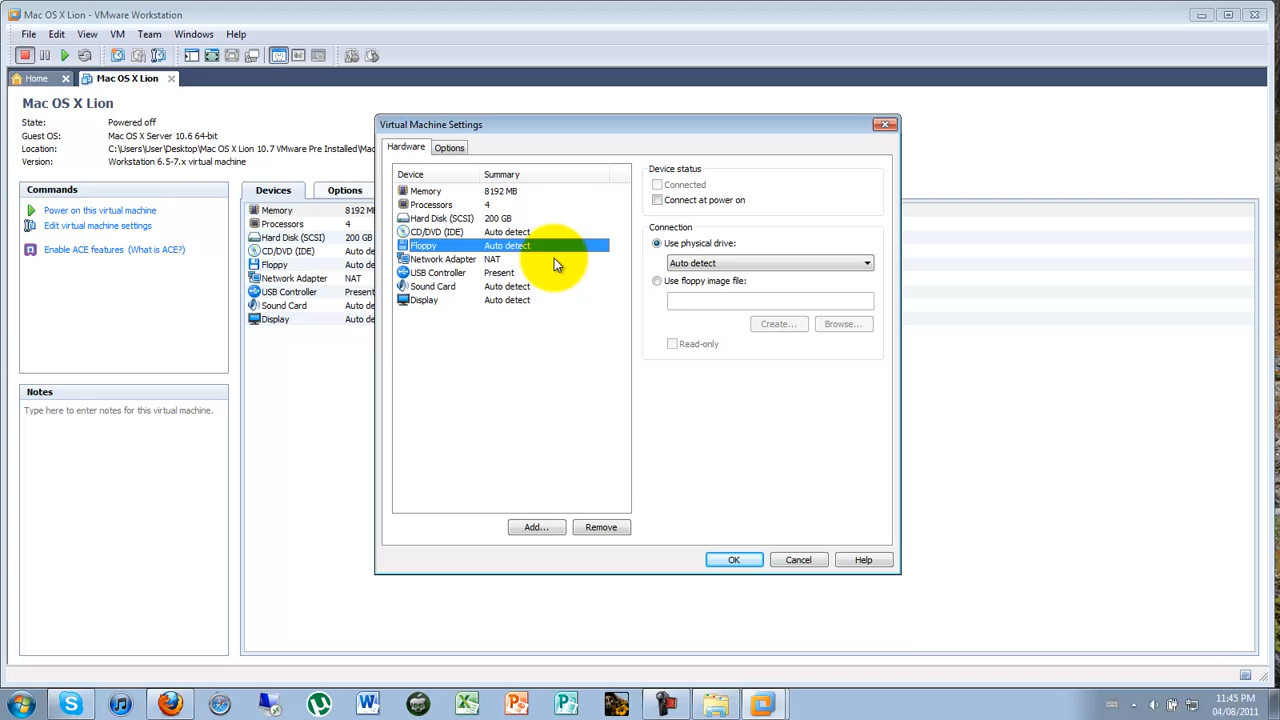 Mac OS X Lion - VMware Workstation
File Edit View VM Team Windows Help
Home Mac OS X Lion
Mac OS X Lion
State: Powered off
Guest OS: Mac OS X Server 10.6 64-bit
Location: C:\Users\User\Desktop\Mac OS X Lion 10.7 VMware Pre Installed\Mac
Version: Workstation 6.5-7.x virtual machine
Commands
Power on this virtual machine
Edit virtual machine settings
Enable ACE features (What is ACE?)
Notes
Type here to enter notes for this virtual machine.
Devices Options
Memory 8192 M
Processors 4
Hard Disk (SCSI) 200 GB
CD/DVD (IDE) Auto de
Floppy Auto de
Network Adapter NAT
USB Controller Present
Sound Card Auto de
Display Auto de
Virtual Machine Settings
Hardware Options
Device Summary
Memory 8192 MB
Processors 4
Hard Disk (SCSI) 200 GB
CD/DVD (IDE) Auto detect
Floppy Auto detect
Network Adapter NAT
USB Controller Present
Sound Card Auto detect
Display Auto detect
Add... Remove
Device status
Connected
Connect at power on
Connection
Use physical drive:
Auto detect
Use floppy image file:
Create... Browse...
Read-only
OK Cancel Help
11:45 PM
04/08/2011